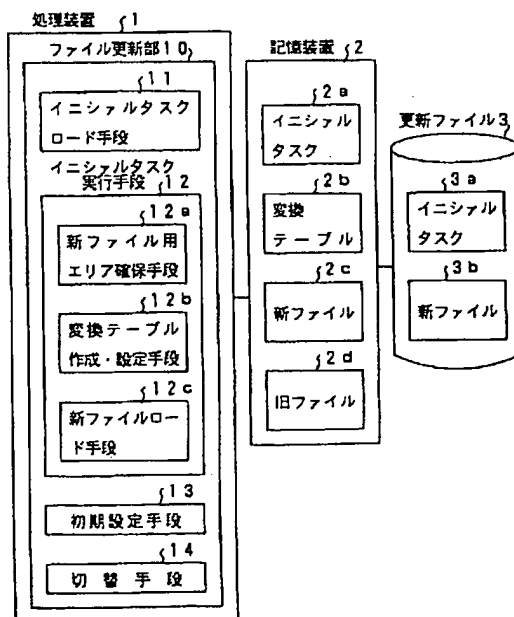 処理装置 1
ファイル更新部10
11
イニシャルタスク
ロード手段
イニシャルタスク
実行手段 12
12a
新ファイル用
エリア確保手段
12b
変換テーブル
作成・設定手段
12c
新ファイルロー
ド手段
13
初期設定手段
14
切替手段
記憶装置 2
2a
イニシャル
タスク
2b
変換
テーブル
2c
新ファイル
2d
旧ファイル
更新ファイル3
3a
イニシャル
タスク
3b
新ファイル